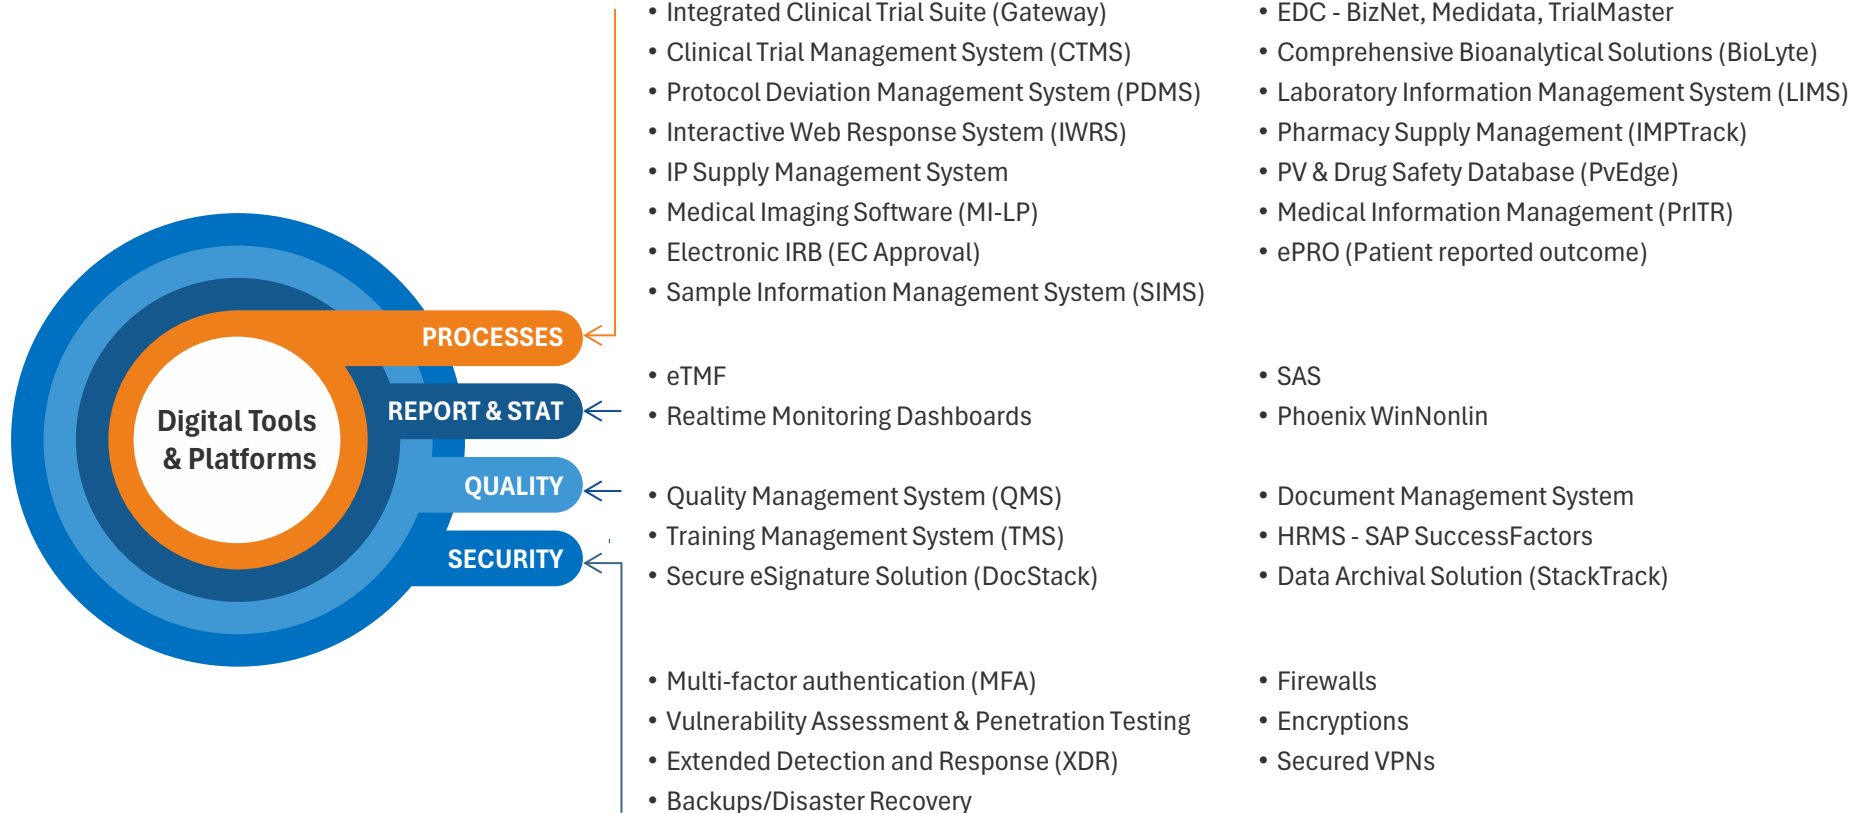 • Integrated Clinical Trial Suite (Gateway)
• Clinical Trial Management System (CTMS)
• Protocol Deviation Management System (PDMS)
• Interactive Web Response System (IWRS)
• IP Supply Management System
• Medical Imaging Software (MI-LP)
• Electronic IRB (EC Approval)
• Sample Information Management System (SIMS)
• EDC - BizNet, Medidata, TrialMaster
• Comprehensive Bioanalytical Solutions (BioLyte)
• Laboratory Information Management System (LIMS)
• Pharmacy Supply Management (IMPTrack)
• PV & Drug Safety Database (PvEdge)
• Medical Information Management (PrITR)
• ePRO (Patient reported outcome)
PROCESSES
REPORT & STAT
QUALITY
SECURITY
Digital Tools
& Platforms
• eTMF
• Realtime Monitoring Dashboards
• SAS
• Phoenix WinNonlin
• Quality Management System (QMS)
• Training Management System (TMS)
• Secure eSignature Solution (DocStack)
• Document Management System
• HRMS - SAP SuccessFactors
• Data Archival Solution (StackTrack)
• Multi-factor authentication (MFA)
• Vulnerability Assessment & Penetration Testing
• Extended Detection and Response (XDR)
• Backups/Disaster Recovery
• Firewalls
• Encryptions
• Secured VPNs